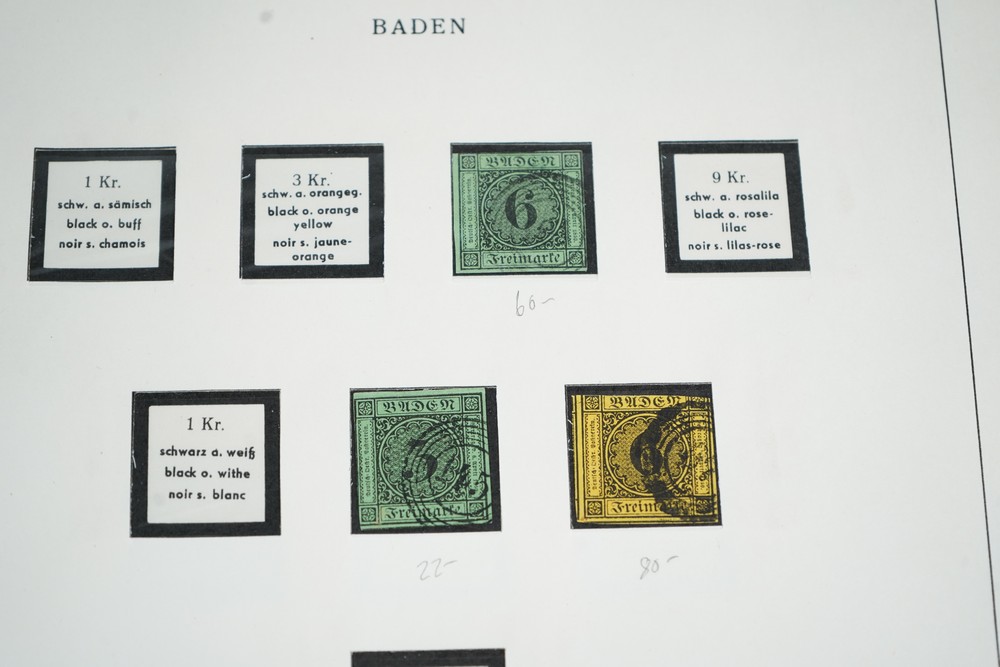 BADEN
1 Kr.
schw. a. sämisch
black o. buff
noir s. chamois
3 Kr.
schw. a. orangeg.
black o. orange
yellow
noir s. jaune-
orange
BADEN
6
Freimarke
9 Kr.
schw. a. rosalila
black o. rose-
lilac
noir s. lilas-rose
60-
1 Kr.
schwarz a. weiß
black o. withe
noir s. blanc
BADEN
3
Freimarke
BADEN
6
Freimarke
22-
80-